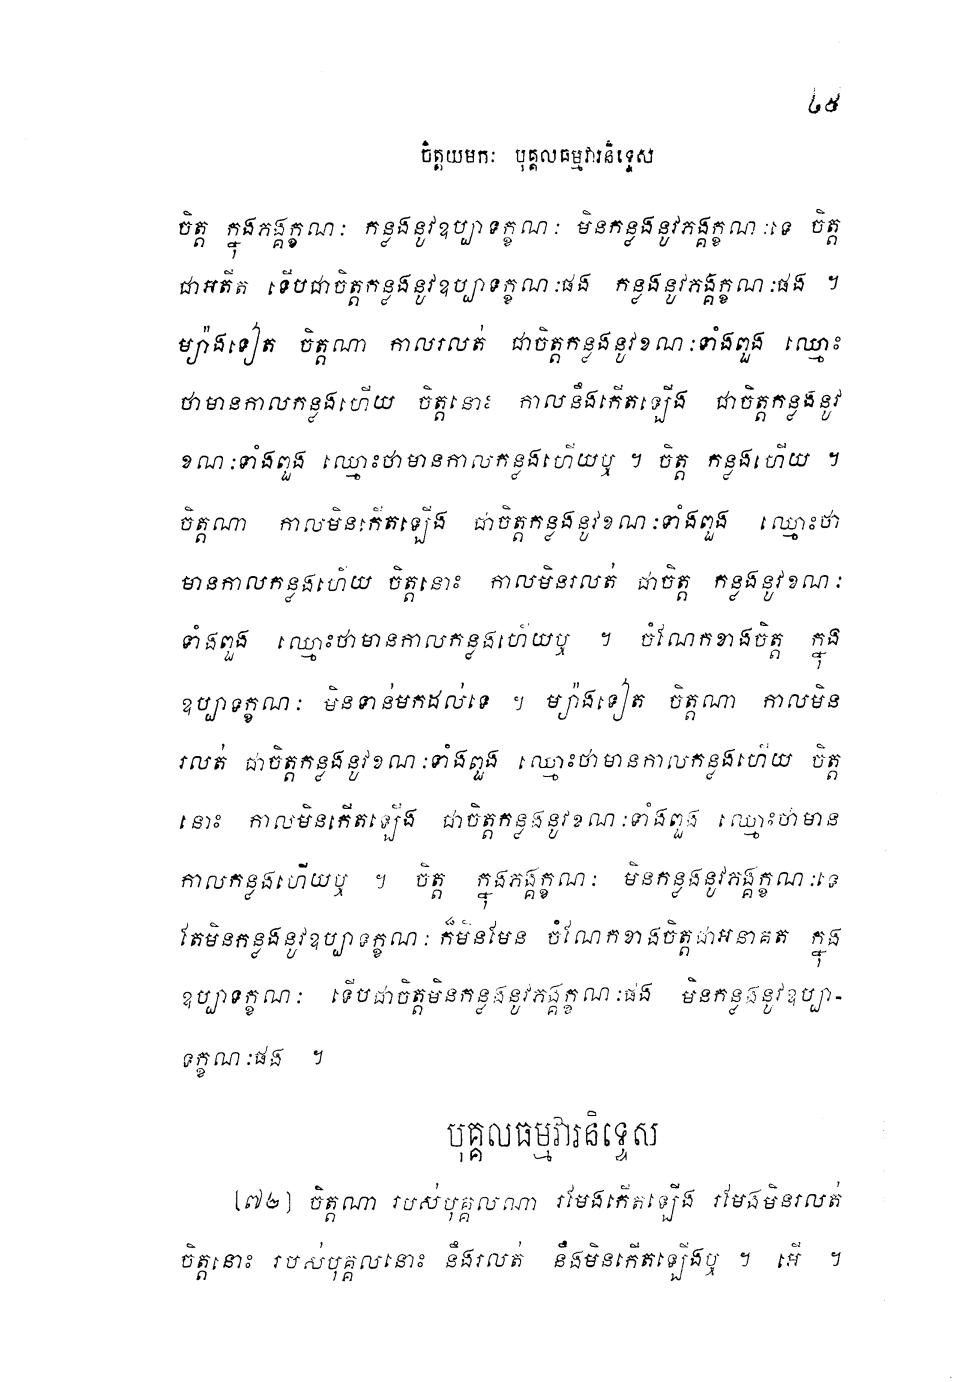 ៤៥
ចិត្តយមកៈ បុគ្គលធម្មវារនិទ្ទេស
ចិត្ត ក្នុងភង្គក្ខណៈ កន្លងនូវឧប្បាទក្ខណៈ មិនកន្លងនូវភង្គក្ខណៈទេ ចិត្ត
ជាអតីត ទើបជាចិត្តកន្លងនូវឧប្បាទក្ខណៈផង កន្លងនូវភង្គក្ខណៈផង ។
ម្យ៉ាងទៀត ចិត្តណា កាលរលត់ ជាចិត្តកន្លងនូវខណៈទាំងពួង ឈ្មោះ
ថាមានកាលកន្លងហើយ ចិត្តនោះ កាលនឹងកើតឡើង ជាចិត្តកន្លងនូវ
ខណៈទាំងពួង ឈ្មោះថាមានកាលកន្លងហើយឬ ។ ចិត្ត កន្លងហើយ ។
ចិត្តណា កាលមិនកើតឡើង ជាចិត្តកន្លងនូវខណៈទាំងពួង ឈ្មោះថា
មានកាលកន្លងហើយ ចិត្តនោះ កាលមិនរលត់ ជាចិត្ត កន្លងនូវខណៈ
ទាំងពួង ឈ្មោះថាមានកាលកន្លងហើយឬ ។ ចំណែកខាងចិត្ត ក្នុង
ឧប្បាទក្ខណៈ មិនទាន់មកដល់ទេ ។ ម្យ៉ាងទៀត ចិត្តណា កាលមិន
រលត់ ជាចិត្តកន្លងនូវខណៈទាំងពួង ឈ្មោះថាមានកាលកន្លងហើយ ចិត្ត
នោះ កាលមិនកើតឡើង ជាចិត្តកន្លងនូវខណៈទាំងពួង ឈ្មោះថាមាន
កាលកន្លងហើយឬ ។ ចិត្ត ក្នុងភង្គក្ខណៈ មិនកន្លងនូវភង្គក្ខណៈទេ
តែមិនកន្លងនូវឧប្បាទក្ខណៈ ក៏មិនមែន ចំណែកខាងចិត្តជាអនាគត ក្នុង
ឧប្បាទក្ខណៈ ទើបជាចិត្តមិនកន្លងនូវភង្គក្ខណៈផង មិនកន្លងនូវឧប្បា-
ទក្ខណៈផង ។
បុគ្គលធម្មវារនិទ្ទេស
(៧៤) ចិត្តណា របស់បុគ្គលណា រមែងកើតឡើង រមែងមិនរលត់
ចិត្តនោះ របស់បុគ្គលនោះ នឹងរលត់ នឹងមិនកើតឡើងឬ ។ អើ ។